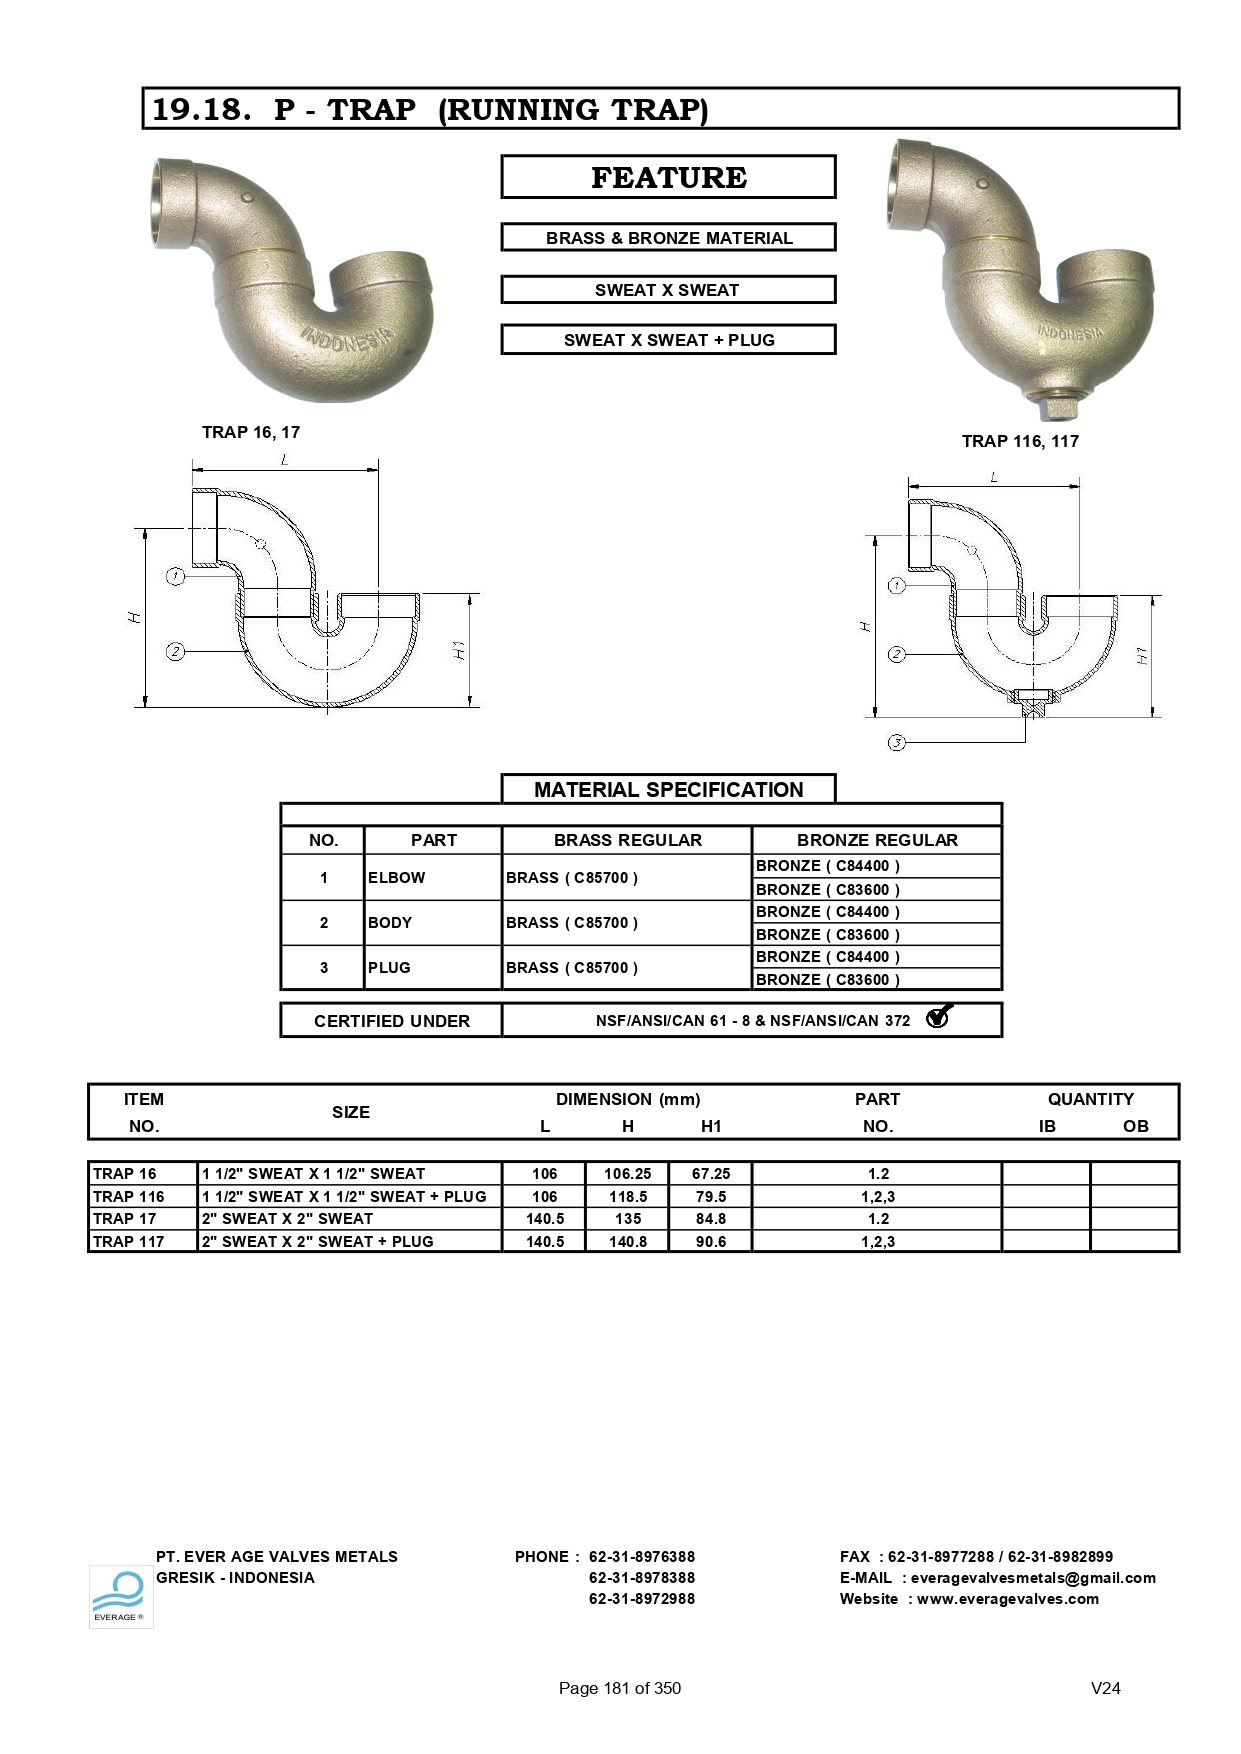 19.18.  P - TRAP  (RUNNING TRAP)
FEATURE
BRASS & BRONZE MATERIAL
SWEAT X SWEAT
SWEAT X SWEAT + PLUG
INDONESIA
INDONESIA
TRAP 16, 17
TRAP 116, 117
L
H
H1
1
2
L
H
H1
1
2
3
MATERIAL SPECIFICATION
NO. PART BRASS REGULAR BRONZE REGULAR
1 ELBOW BRASS ( C85700 ) BRONZE ( C84400 )
BRONZE ( C83600 )
2 BODY BRASS ( C85700 ) BRONZE ( C84400 )
BRONZE ( C83600 )
3 PLUG BRASS ( C85700 ) BRONZE ( C84400 )
BRONZE ( C83600 )
CERTIFIED UNDER NSF/ANSI/CAN 61 - 8 & NSF/ANSI/CAN 372
ITEM NO. SIZE DIMENSION (mm) PART NO. QUANTITY
L H H1 IB OB
TRAP 16 1 1/2" SWEAT X 1 1/2" SWEAT 106 106.25 67.25 1.2
TRAP 116 1 1/2" SWEAT X 1 1/2" SWEAT + PLUG 106 118.5 79.5 1,2,3
TRAP 17 2" SWEAT X 2" SWEAT 140.5 135 84.8 1.2
TRAP 117 2" SWEAT X 2" SWEAT + PLUG 140.5 140.8 90.6 1,2,3
PT. EVER AGE VALVES METALS PHONE : 62-31-8976388 FAX : 62-31-8977288 / 62-31-8982899
GRESIK - INDONESIA 62-31-8978388 E-MAIL : everagevalvesmetals@gmail.com
62-31-8972988 Website : www.everagevalves.com
EVERAGE ®
Page 181 of 350 V24